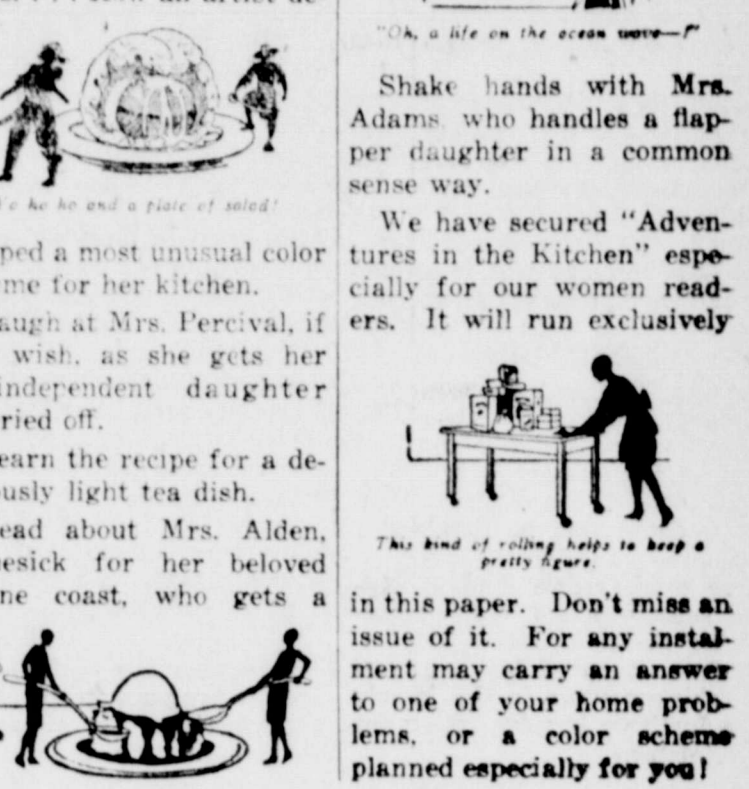 Yo ho ho and a plate of salad!
ped a most unusual color
me for her kitchen.
augh at Mrs. Percival, if
wish, as she gets her
independent daughter
ried off.
earn the recipe for a de-
ously light tea dish.
ead about Mrs. Alden,
esick for her beloved
ne coast, who gets a
"Oh, a life on the ocean wave—!"
Shake hands with Mrs.
Adams, who handles a flap-
per daughter in a common
sense way.
We have secured "Adven-
tures in the Kitchen" espe-
cially for our women read-
ers. It will run exclusively
This kind of rolling helps to keep a
pretty figure.
in this paper. Don't miss an
issue of it. For any instal-
ment may carry an answer
to one of your home prob-
lems, or a color scheme
planned especially for you!